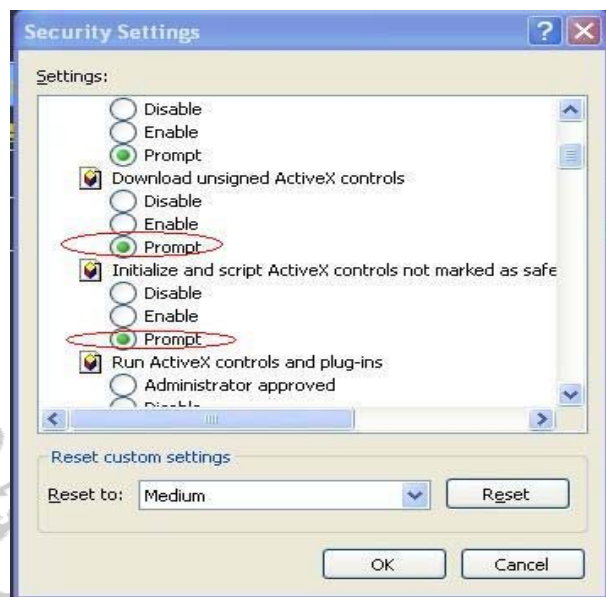 Security Settings
Settings:
Disable
Enable
Prompt
Download unsigned ActiveX controls
Disable
Enable
Prompt
Initialize and script ActiveX controls not marked as safe
Disable
Enable
Prompt
Run ActiveX controls and plug-ins
Administrator approved
Disable
Reset custom settings
Reset to: Medium Reset
OK Cancel